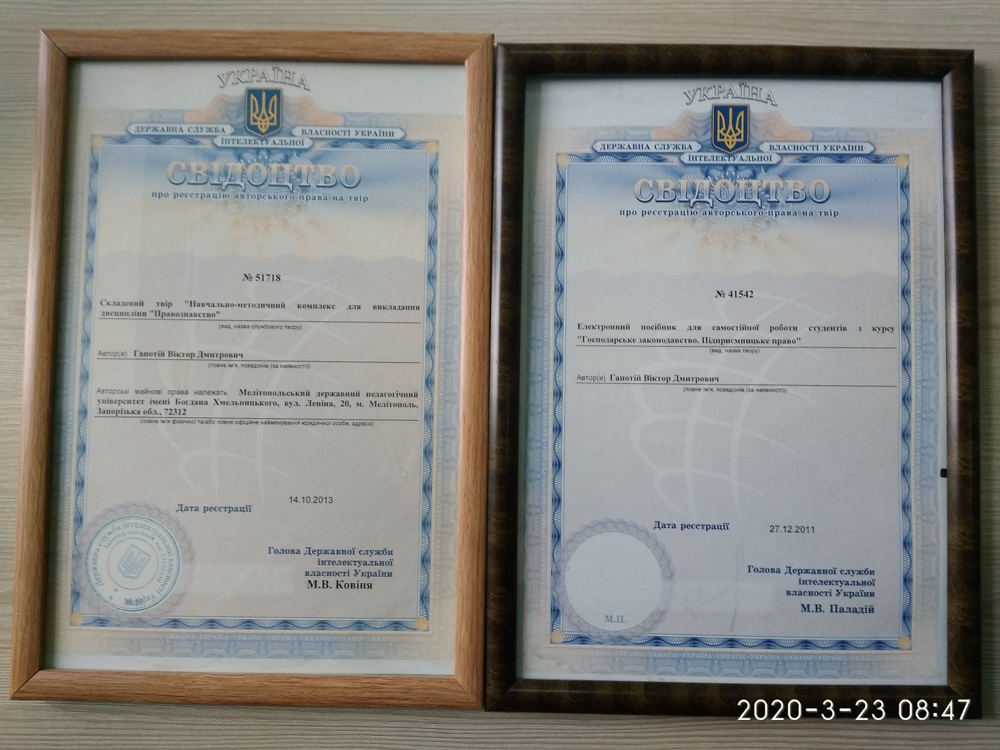 УКРАЇНА
ДЕРЖАВНА СЛУЖБА
ІНТЕЛЕКТУАЛЬНОЇ
ВЛАСНОСТІ УКРАЇНИ
СВІДОЦТВО
про реєстрацію авторського права на твір
№ 51718
Складений твір "Навчально-методичний комплекс для викладання
дисципліни "Правознавство"
(вид, назва службового твору)
Автор(и) Гапотій Віктор Дмитрович
(повне ім'я, псевдонім (за наявності))
Авторські майнові права належать Мелітопольський державний педагогічний
університет імені Богдана Хмельницького, вул. Леніна, 20, м. Мелітополь,
Запорізька обл., 72312
(повне ім'я фізичної та/або повне офіційне найменування юридичної особи, адреса)
Дата реєстрації 14.10.2013
Голова Державної служби
інтелектуальної
власності України
М.В. Ковіня
Державна служба інтелектуальної власності України
УКРАЇНА
ДЕРЖАВНА СЛУЖБА
ІНТЕЛЕКТУАЛЬНОЇ
ВЛАСНОСТІ УКРАЇНИ
СВІДОЦТВО
про реєстрацію авторського права на твір
№ 41542
Електронний посібник для самостійної роботи студентів з курсу
"Господарське законодавство. Підприємницьке право"
(вид, назва твору)
Автор(и) Гапотій Віктор Дмитрович
(повне ім'я, псевдонім (за наявності))
Дата реєстрації 27.12.2011
Голова Державної служби
інтелектуальної
власності України
М.В. Паладій
М.П.
2020-3-23 08:47